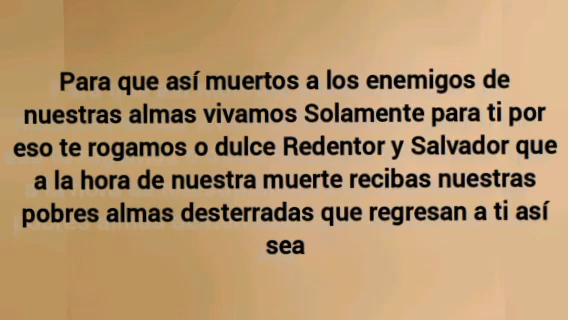 Para que así muertos a los enemigos de
nuestras almas vivamos Solamente para ti por
eso te rogamos o dulce Redentor y Salvador que
a la hora de nuestra muerte recibas nuestras
pobres almas desterradas que regresan a ti así
sea